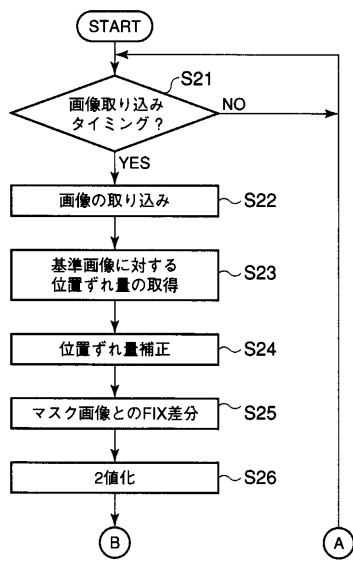 START
S21
画像取り込み
タイミング？
NO
YES
画像の取り込み
S22
基準画像に対する
位置ずれ量の取得
S23
位置ずれ量補正
S24
マスク画像とのFIX差分
S25
2値化
S26
B
A